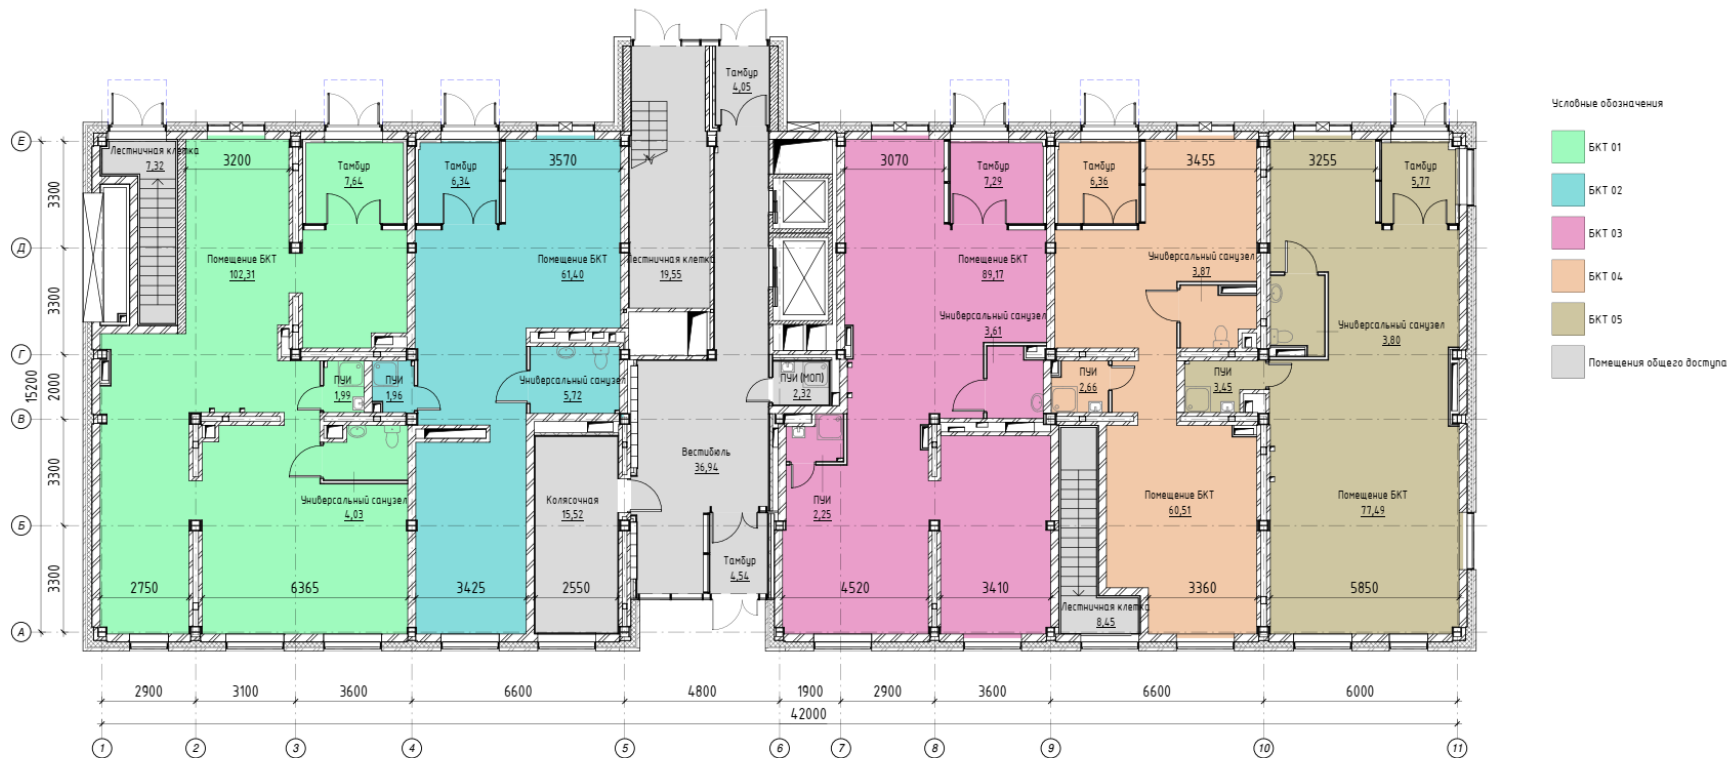 Тамбур
4,05
Условные обозначения
БКТ 01
БКТ 02
БКТ 03
БКТ 04
БКТ 05
Помещения общего доступа
Е
Д
Г
В
Б
А
3300
3300
2000
3300
3300
15200
Лестничная клетка
7,32
3200
Тамбур
7,64
Тамбур
6,34
3570
3070
Тамбур
7,29
Тамбур
6,36
3455
3255
Тамбур
5,77
Помещение БКТ
102,31
Помещение БКТ
61,40
Лестничная клетка
19,55
Помещение БКТ
89,17
Универсальный санузел
3,87
Универсальный санузел
3,61
Универсальный санузел
3,80
ПУИ
1,99
ПУИ
1,96
Универсальный санузел
5,72
ПУИ (МОП)
2,32
ПУИ
2,66
ПУИ
3,45
Вестибюль
36,94
Универсальный санузел
4,03
Колясочная
15,52
ПУИ
2,25
Помещение БКТ
60,51
Помещение БКТ
77,49
Тамбур
4,54
2750
6365
3425
2550
4520
3410
3360
5850
Лестничная клетка
8,45
2900
3100
3600
6600
4800
1900
2900
3600
6600
6000
42000
1
2
3
4
5
6
7
8
9
10
11